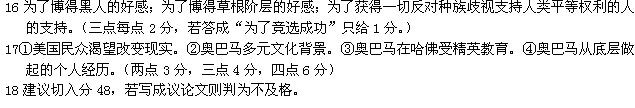 16 为了博得黑人的好感；为了博得草根阶层的好感；为了获得一切反对种族歧视支持人类平等权利的人
的支持。（三点每点 2 分，若答成“为了竞选成功”只给 1 分。）
17①美国民众渴望改变现实。②奥巴马多元文化背景。③奥巴马在哈佛受精英教育。④奥巴马从底层做
起的个人经历。（两点 3 分，三点 4 分，四点 6 分）
18 建议切入分 48，若写成议论文则判为不及格。